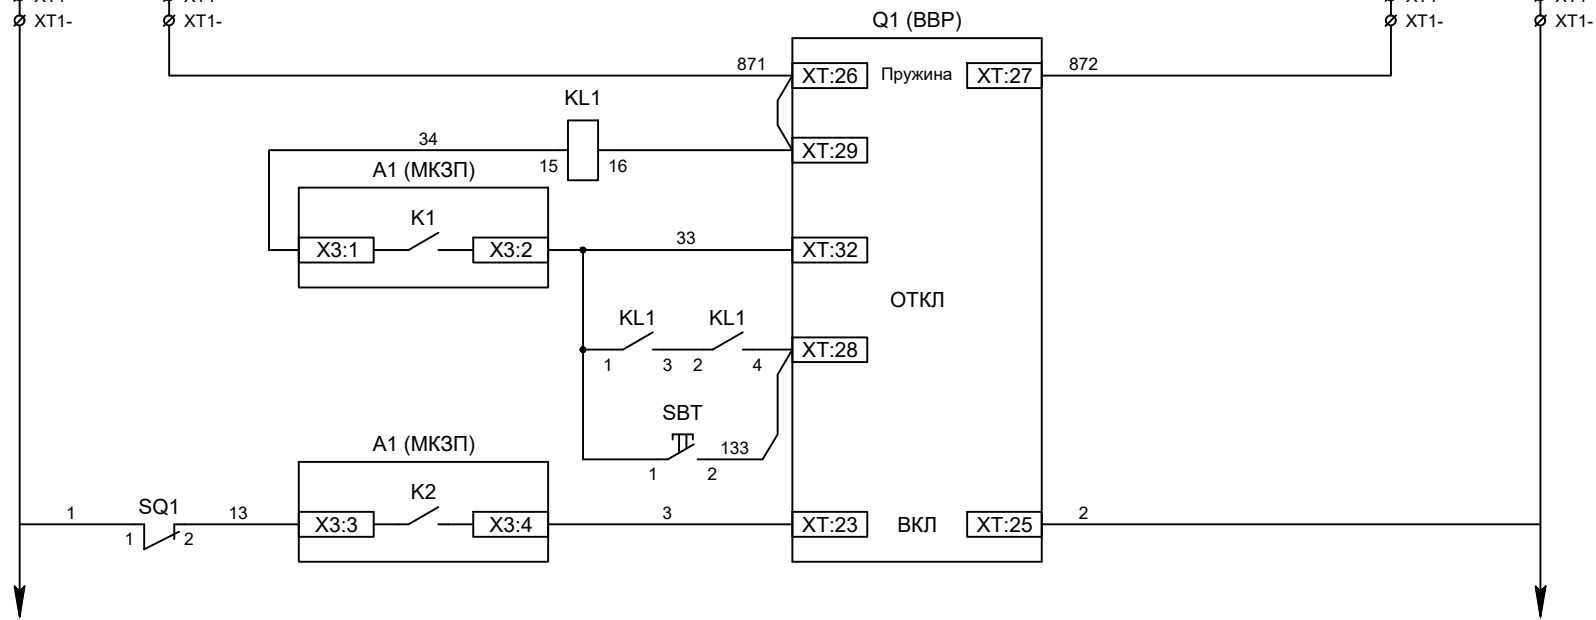 XT1-
XT1-
Q1 (ВВР)
XT1-
XT1-
871
XT:26
Пружина
XT:27
872
KL1
34
15
16
XT:29
A1 (МКЗП)
K1
X3:1
X3:2
33
XT:32
ОТКЛ
KL1
KL1
1
3
2
4
XT:28
SBT
1
2
133
A1 (МКЗП)
K2
1
SQ1
1
2
13
X3:3
X3:4
3
XT:23
ВКЛ
XT:25
2